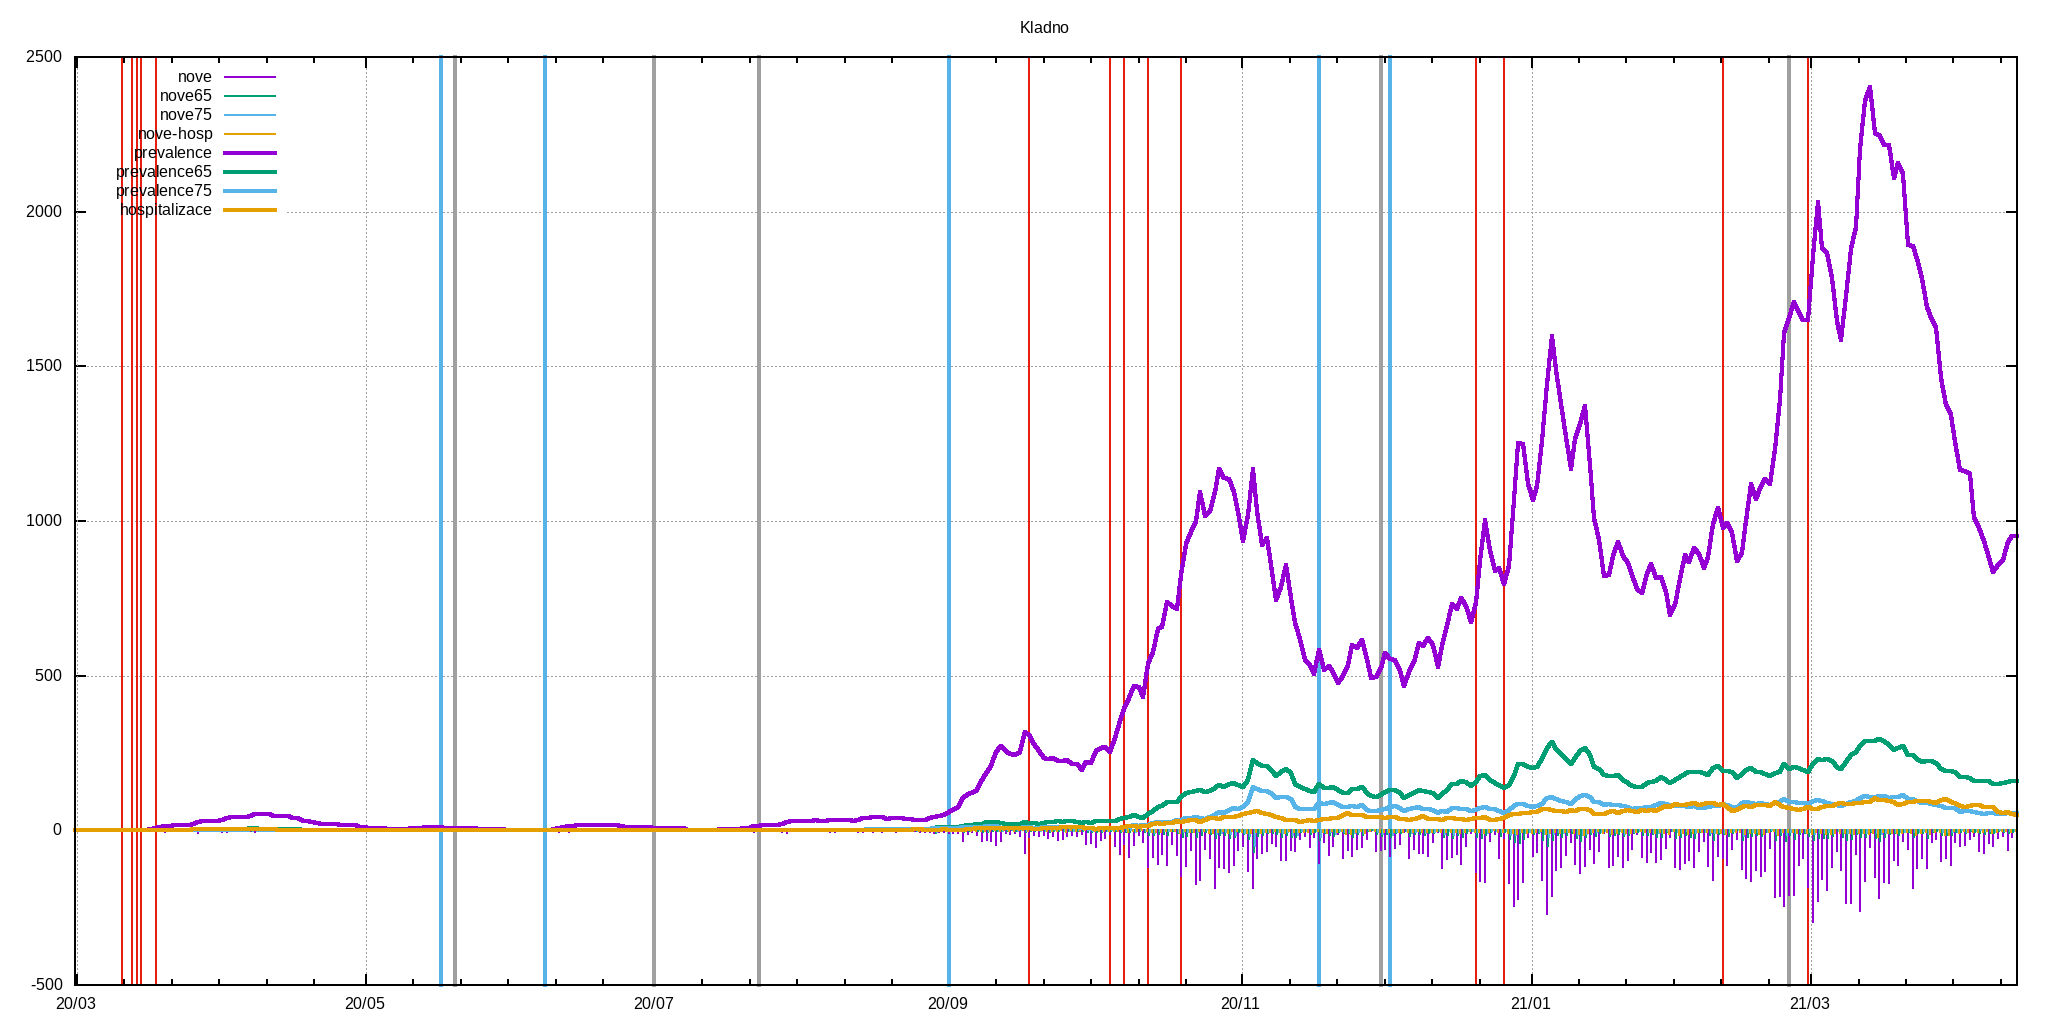 Kladno
2500
2000
1500
1000
500
0
-500
nove
nove65
nove75
nove-hosp
prevalence
prevalence65
prevalence75
hospitalizace
20/03 20/05 20/07 20/09 20/11 21/01 21/03